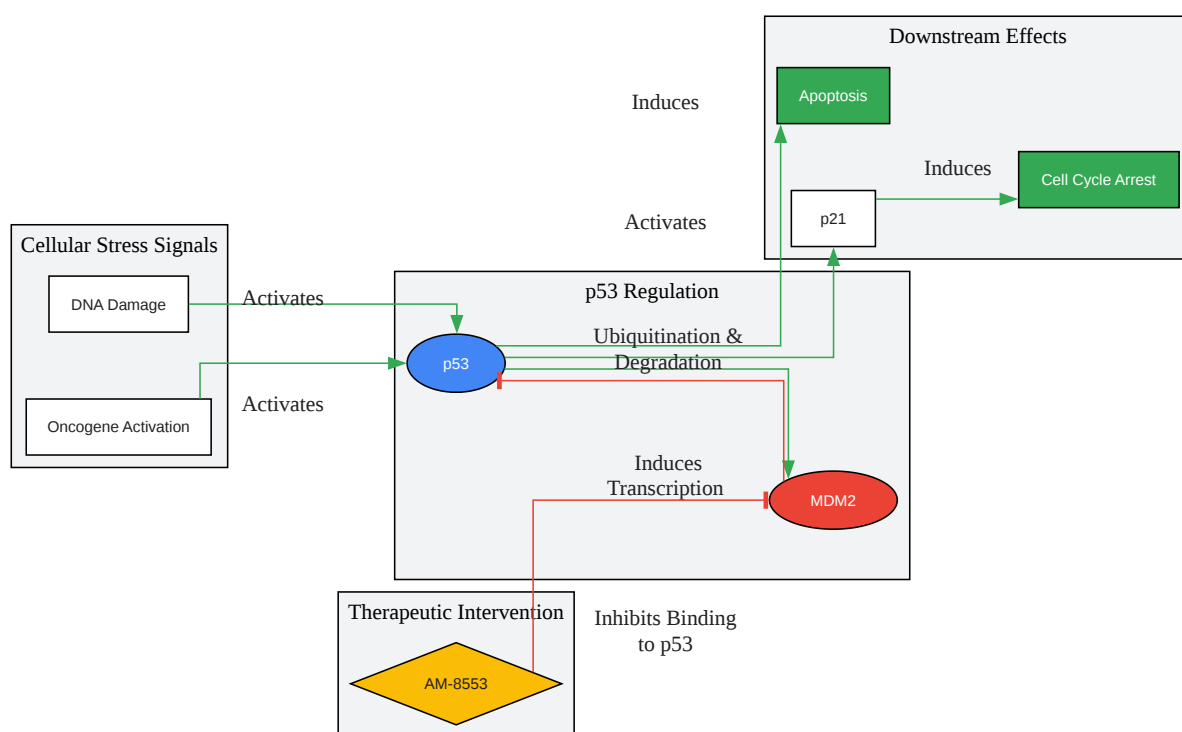 Downstream Effects
Induces
Apoptosis
Induces
Cell Cycle Arrest
Activates
p21
Cellular Stress Signals
DNA Damage
Activates
Oncogene Activation
Activates
p53 Regulation
p53
Ubiquitination &
Degradation
Induces
Transcription
MDM2
Therapeutic Intervention
Inhibits Binding
to p53
AM-8553